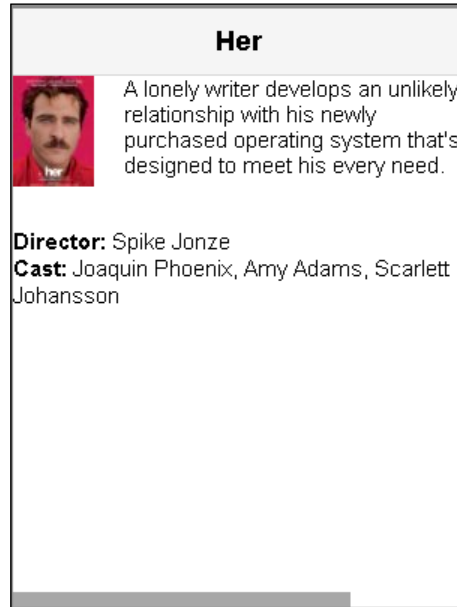 Her
A lonely writer develops an unlikely
relationship with his newly
purchased operating system that's
designed to meet his every need.
her
Director: Spike Jonze
Cast: Joaquin Phoenix, Amy Adams, Scarlett
Johansson